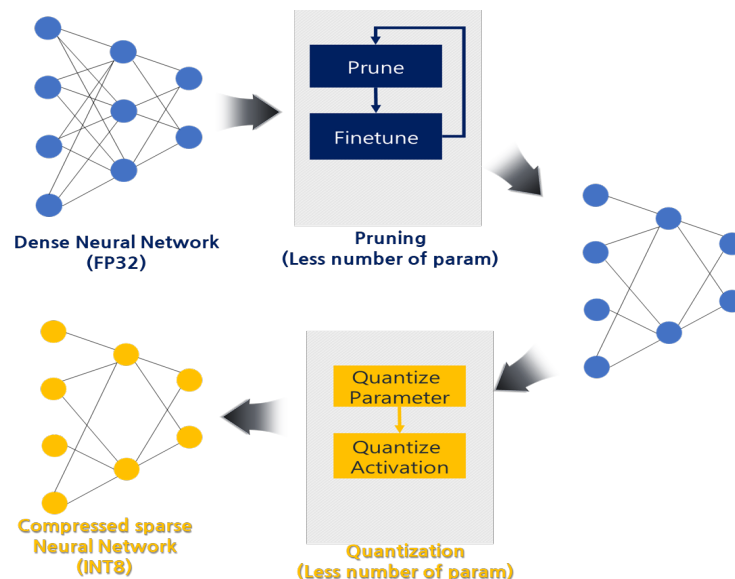 Prune
Finetune
Dense Neural Network
(FP32)
Pruning
(Less number of param)
Quantize
Parameter
Quantize
Activation
Compressed sparse
Neural Network
(INT8)
Quantization
(Less number of param)